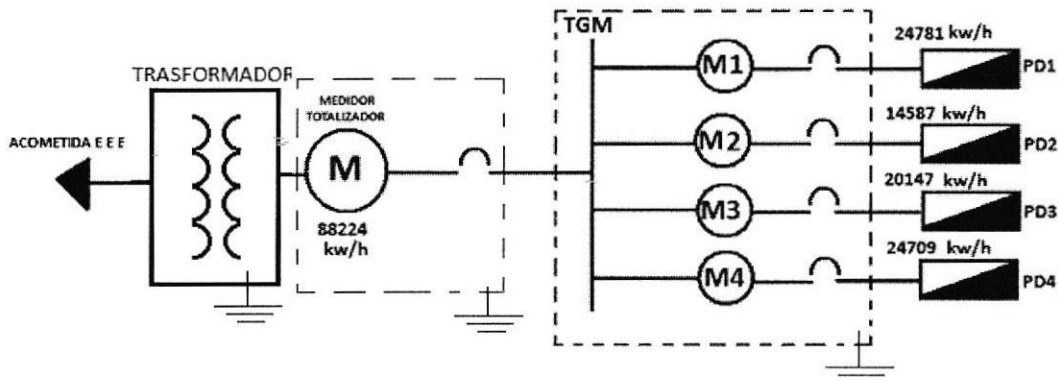 TRASFORMADOR
ACOMETIDA E E E
MEDIDOR
TOTALIZADOR
M
88224
kw/h
TGM
M1
24781 kw/h
PD1
M2
14587 kw/h
PD2
M3
20147 kw/h
PD3
M4
24709 kw/h
PD4